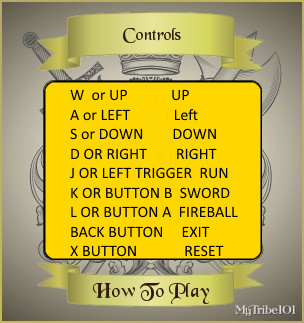 Controls
W or UP UP
A or LEFT Left
S or DOWN DOWN
D OR RIGHT RIGHT
J OR LEFT TRIGGER RUN
K OR BUTTON B SWORD
L OR BUTTON A FIREBALL
BACK BUTTON EXIT
X BUTTON RESET
How To Play
MyTribe101